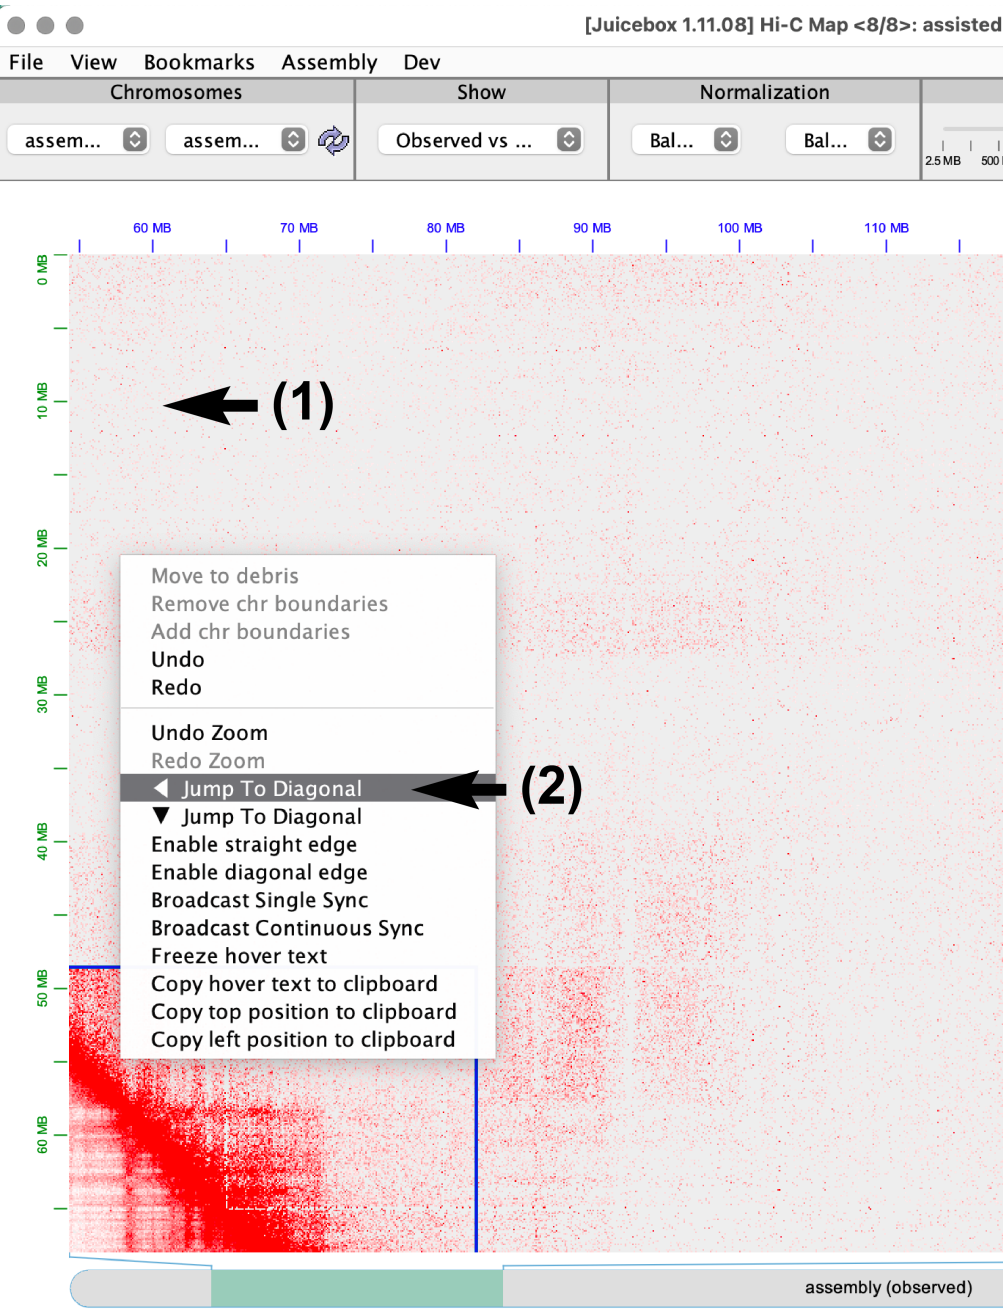 [Juicebox 1.11.08] Hi-C Map <8/8>: assisted
File View Bookmarks Assembly Dev
Chromosomes Show Normalization
assem... assem... Observed vs ... Bal... Bal...
2.5 MB 500
60 MB 70 MB 80 MB 90 MB 100 MB 110 MB
0 MB
10 MB
(1)
20 MB
Move to debris
Remove chr boundaries
Add chr boundaries
Undo
Redo
30 MB
Undo Zoom
Redo Zoom
Jump To Diagonal
(2)
Jump To Diagonal
40 MB
Enable straight edge
Enable diagonal edge
Broadcast Single Sync
Broadcast Continuous Sync
Freeze hover text
50 MB
Copy hover text to clipboard
Copy top position to clipboard
Copy left position to clipboard
60 MB
assembly (observed)